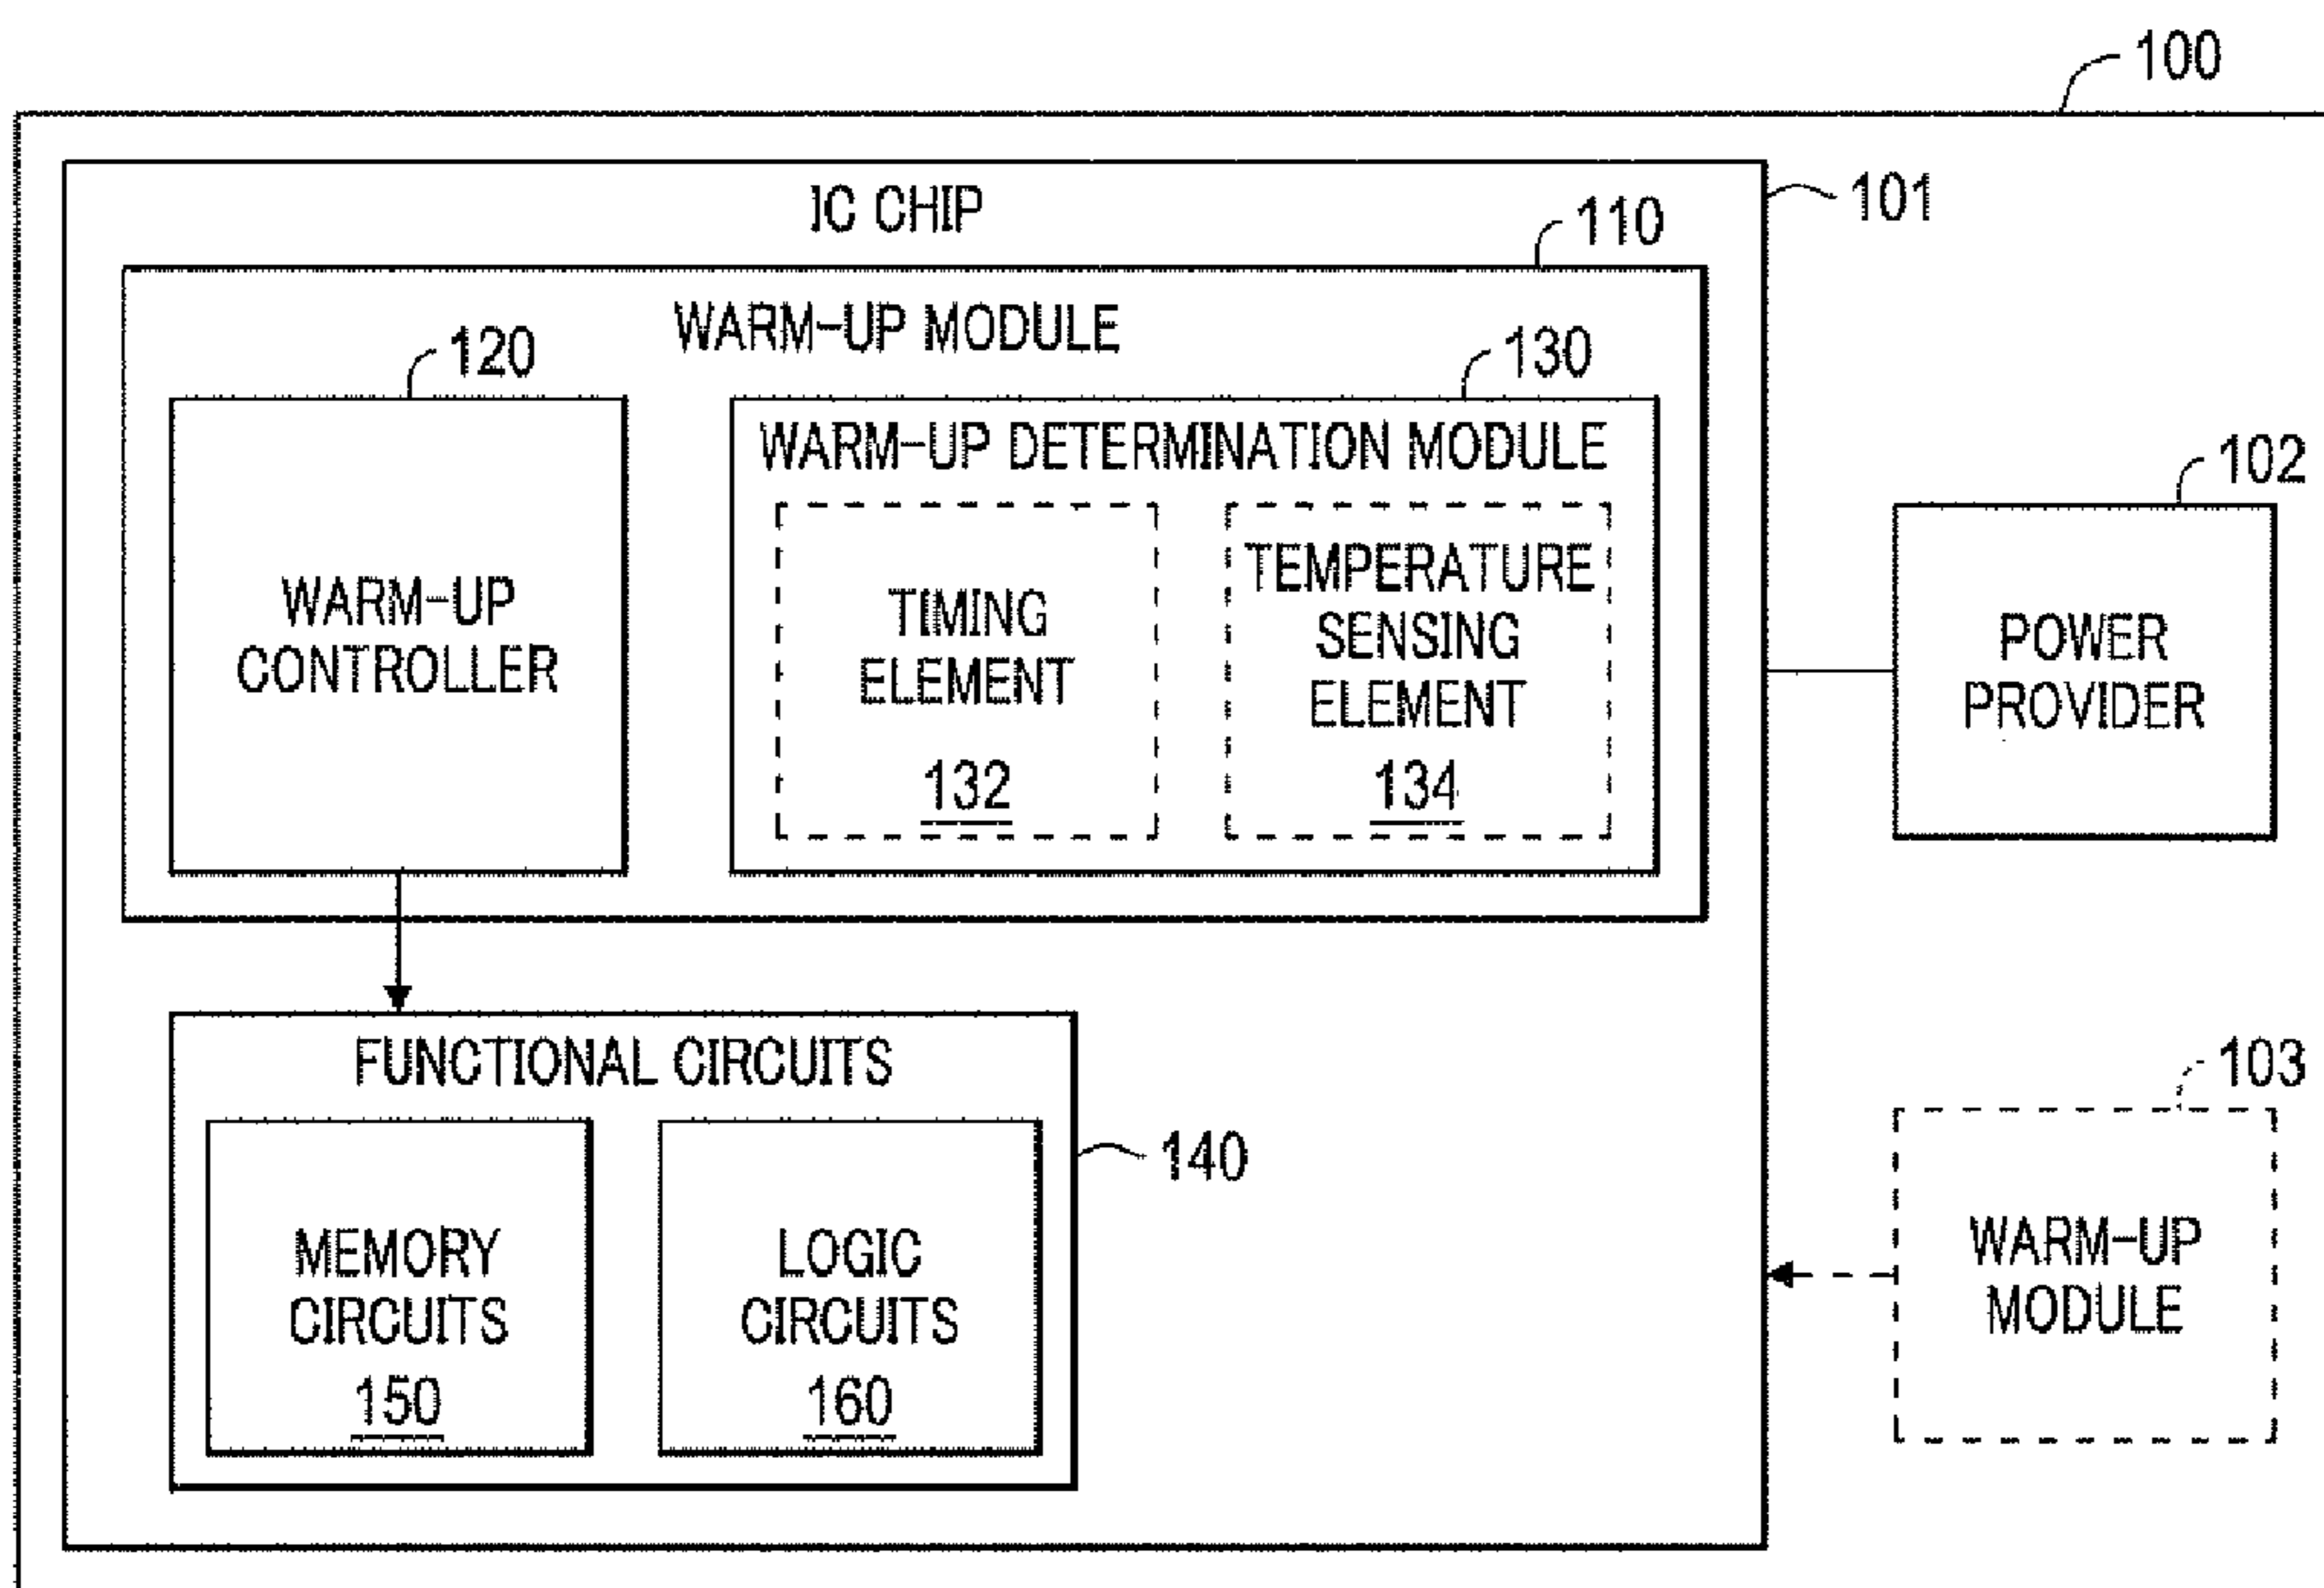 100
IC CHIP
101
110
WARM-UP MODULE
120
130
WARM-UP DETERMINATION MODULE
102
WARM-UP
CONTROLLER
TIMING
ELEMENT
132
TEMPERATURE
SENSING
ELEMENT
134
POWER
PROVIDER
FUNCTIONAL CIRCUITS
103
140
MEMORY
CIRCUITS
150
LOGIC
CIRCUITS
160
WARM-UP
MODULE